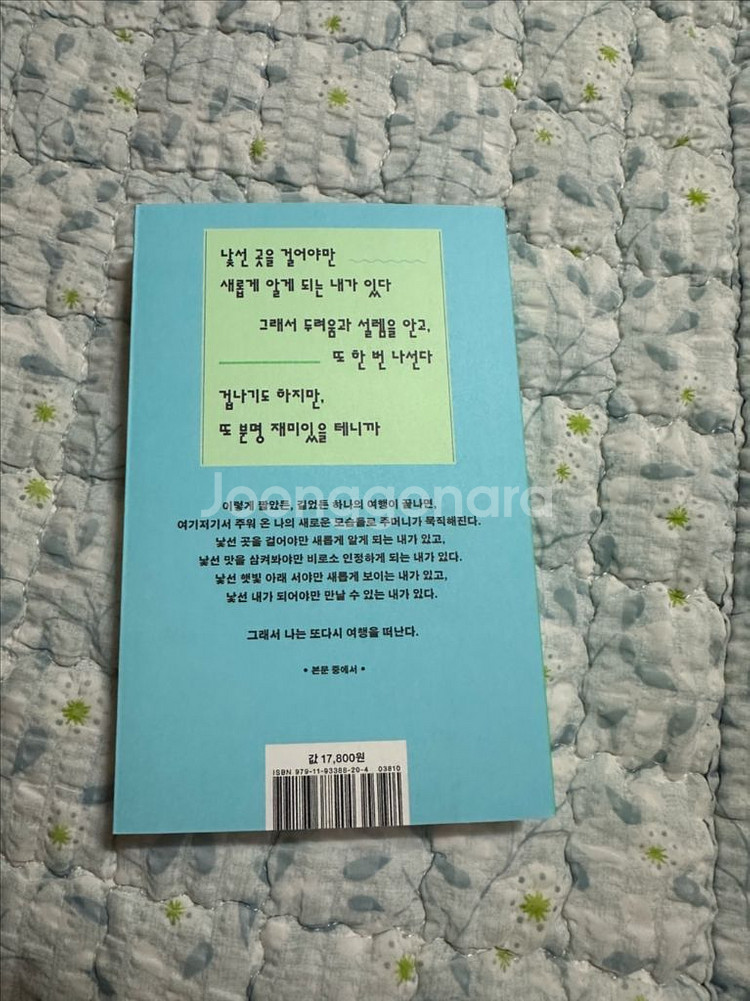 낯선 곳을 걸어야만
새롭게 알게 되는 내가 있다
그래서 두려움과 설렘을 안고,
또 한 번 나선다
겁나기도 하지만,
또 분명 재미있을 테니까
이렇게 짧았든, 길었든 하나의 여행이 끝나면,
여기저기서 주워 온 나의 새로운 모습들로 주머니가 묵직해진다.
낯선 곳을 걸어야만 새롭게 알게 되는 내가 있고,
낯선 맛을 삼켜봐야만 비로소 인정하게 되는 내가 있다.
낯선 햇빛 아래 서야만 새롭게 보이는 내가 있고,
낯선 내가 되어야만 만날 수 있는 내가 있다.
그래서 나는 또다시 여행을 떠난다.
• 본문 중에서 •
값 17,800원
ISBN 979-11-93388-20-4 03810
Joonggonara